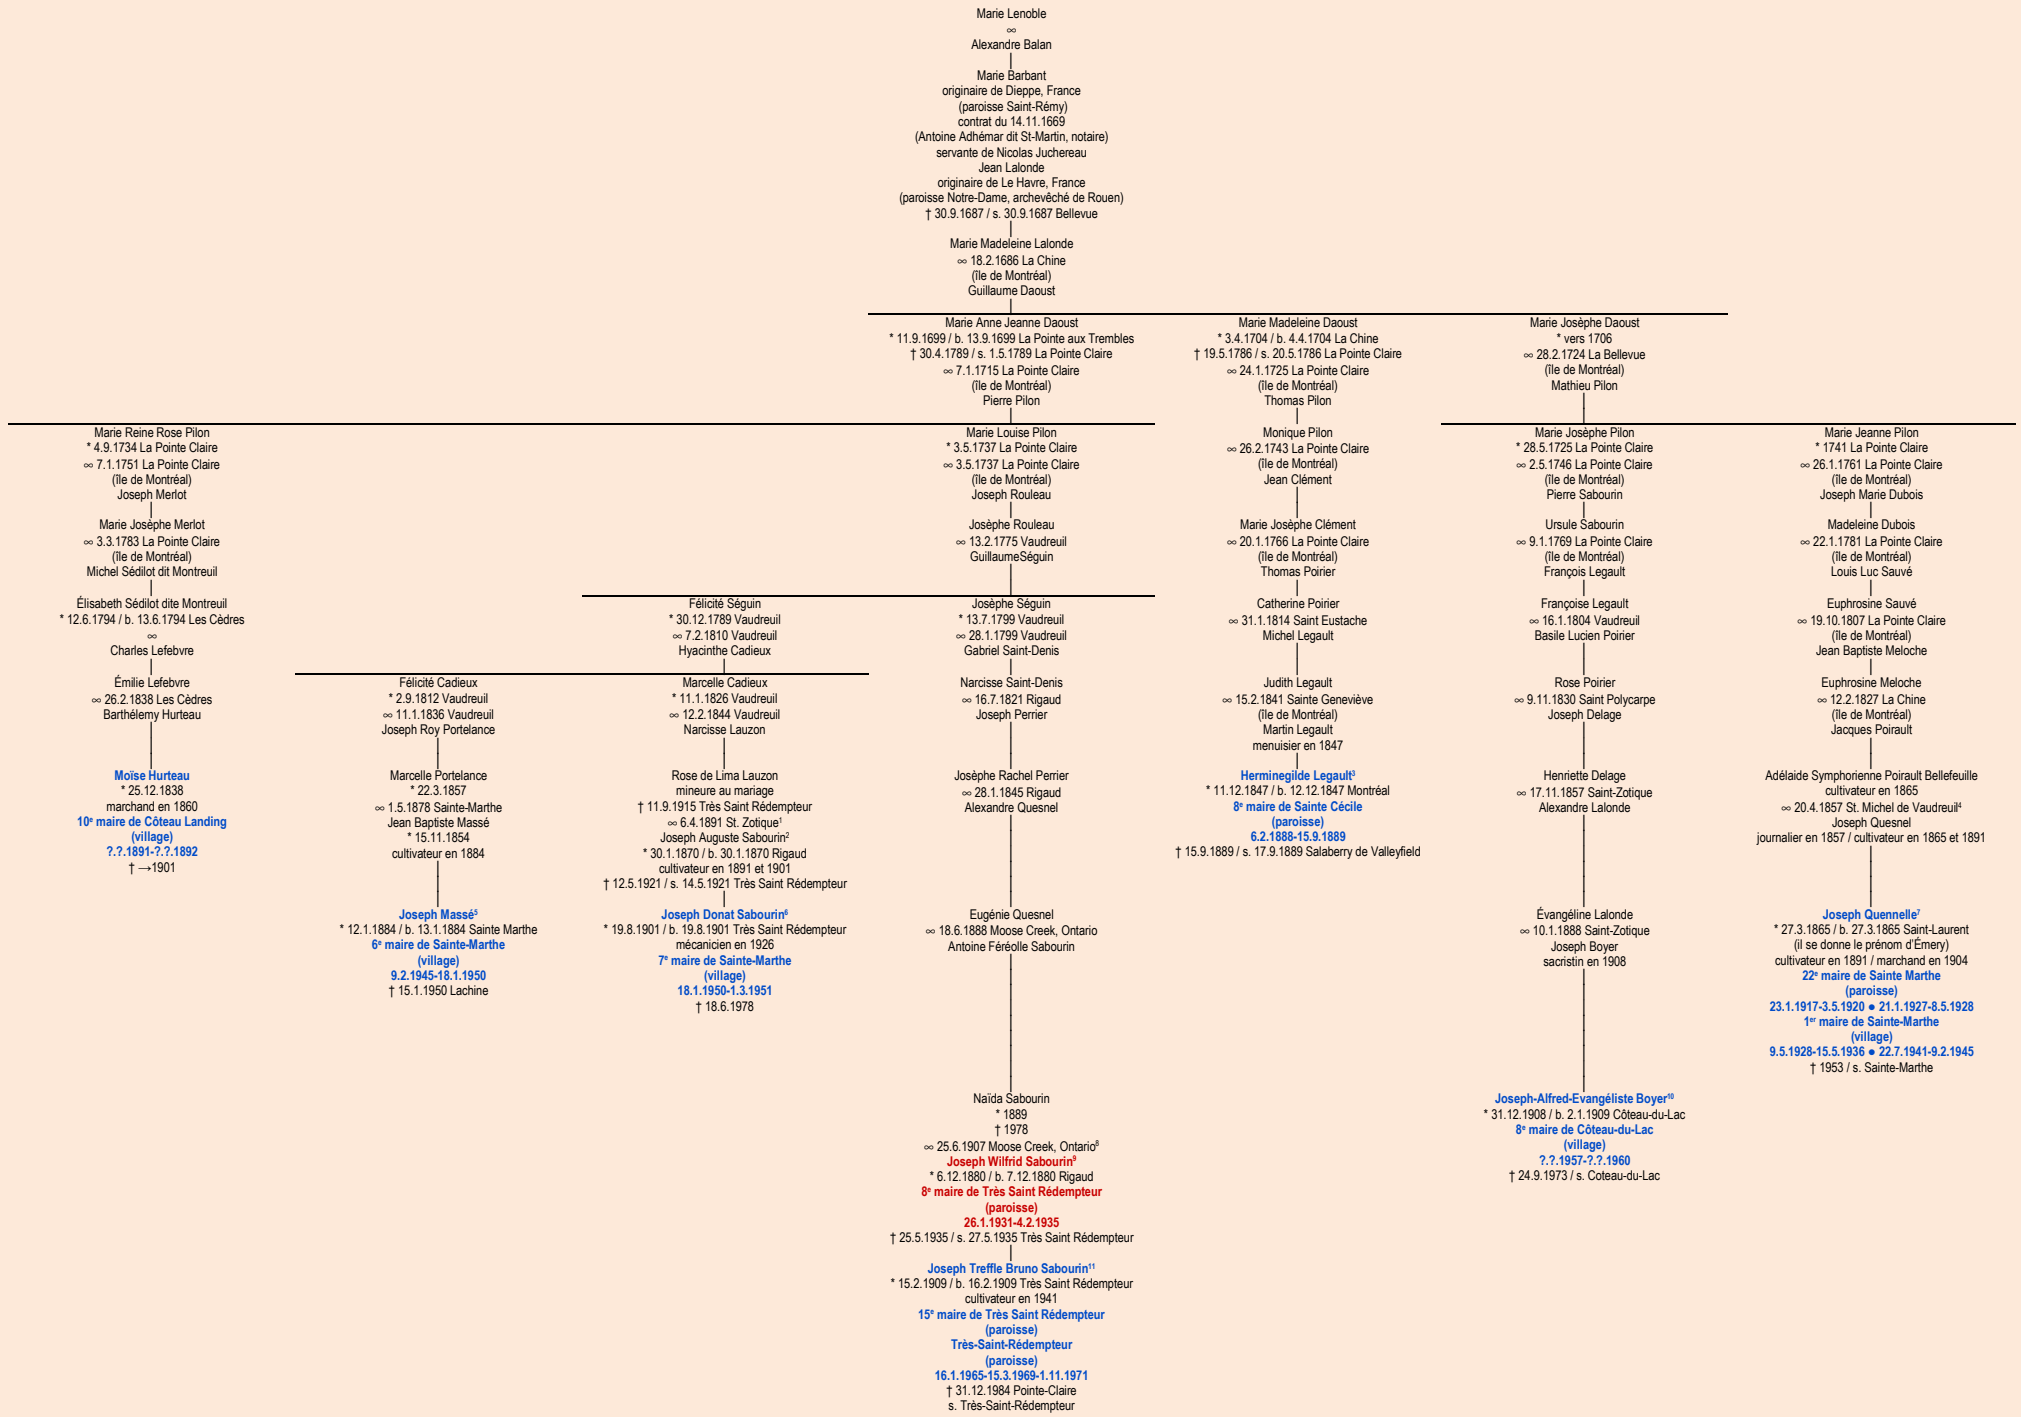 Marie Lenoble
∞
Alexandre Balan
Marie Barbant
originaire de Dieppe, France
(paroisse Saint-Rémy)
contrat du 14.11.1669
(Antoine Adhémar dit St-Martin, notaire)
servante de Nicolas Juchereau
Jean Lalonde
originaire de Le Havre, France
(paroisse Notre-Dame, archevêché de Rouen)
† 30.9.1687 / s. 30.9.1687 Bellevue
Marie Madeleine Lalonde
∞ 18.2.1686 La Chine
(île de Montréal)
Guillaume Daoust
Marie Anne Jeanne Daoust
* 11.9.1699 / b. 13.9.1699 La Pointe aux Trembles
† 30.4.1789 / s. 1.5.1789 La Pointe Claire
∞ 7.1.1715 La Pointe Claire
(île de Montréal)
Pierre Pilon
Marie Madeleine Daoust
* 3.4.1704 / b. 4.4.1704 La Chine
† 19.5.1786 / s. 20.5.1786 La Pointe Claire
∞ 24.1.1725 La Pointe Claire
(île de Montréal)
Thomas Pilon
Marie Josèphe Daoust
* vers 1706
∞ 28.2.1724 La Bellevue
(île de Montréal)
Mathieu Pilon
Marie Reine Rose Pilon
* 4.9.1734 La Pointe Claire
∞ 7.1.1751 La Pointe Claire
(île de Montréal)
Joseph Merlot
Marie Louise Pilon
* 3.5.1737 La Pointe Claire
∞ 3.5.1737 La Pointe Claire
(île de Montréal)
Joseph Rouleau
Monique Pilon
∞ 26.2.1743 La Pointe Claire
(île de Montréal)
Jean Clément
Marie Josèphe Pilon
* 28.5.1725 La Pointe Claire
∞ 2.5.1746 La Pointe Claire
(île de Montréal)
Pierre Sabourin
Marie Jeanne Pilon
* 1741 La Pointe Claire
∞ 26.1.1761 La Pointe Claire
(île de Montréal)
Joseph Marie Dubois
Marie Josèphe Merlot
∞ 3.3.1783 La Pointe Claire
(île de Montréal)
Michel Sédilot dit Montreuil
Josèphe Rouleau
∞ 13.2.1775 Vaudreuil
GuillaumeSéguin
Marie Josèphe Clément
∞ 20.1.1766 La Pointe Claire
(île de Montréal)
Thomas Poirier
Ursule Sabourin
∞ 9.1.1769 La Pointe Claire
(île de Montréal)
François Legault
Madeleine Dubois
∞ 22.1.1781 La Pointe Claire
(île de Montréal)
Louis Luc Sauvé
Élisabeth Sédilot dite Montreuil
* 12.6.1794 / b. 13.6.1794 Les Cèdres
∞
Charles Lefebvre
Félicité Séguin
* 30.12.1789 Vaudreuil
∞ 7.2.1810 Vaudreuil
Hyacinthe Cadieux
Josèphe Séguin
* 13.7.1799 Vaudreuil
∞ 28.1.1799 Vaudreuil
Gabriel Saint-Denis
Catherine Poirier
∞ 31.1.1814 Saint Eustache
Michel Legault
Françoise Legault
∞ 16.1.1804 Vaudreuil
Basile Lucien Poirier
Euphrosine Sauvé
∞ 19.10.1807 La Pointe Claire
(île de Montréal)
Jean Baptiste Meloche
Émilie Lefebvre
∞ 26.2.1838 Les Cèdres
Barthélemy Hurteau
Félicité Cadieux
* 2.9.1812 Vaudreuil
∞ 11.1.1836 Vaudreuil
Joseph Roy Portelance
Marcelle Cadieux
* 11.1.1826 Vaudreuil
∞ 12.2.1844 Vaudreuil
Narcisse Lauzon
Narcisse Saint-Denis
∞ 16.7.1821 Rigaud
Joseph Perrier
Judith Legault
∞ 15.2.1841 Sainte Geneviève
(île de Montréal)
Martin Legault
menuisier en 1847
Rose Poirier
∞ 9.11.1830 Saint Polycarpe
Joseph Delage
Euphrosine Meloche
∞ 12.2.1827 La Chine
(île de Montréal)
Jacques Poirault
Moïse Hurteau
* 25.12.1838
marchand en 1860
10e maire de Côteau Landing
(village)
?.?.1891-?.?.1892
† →1901
Marcelle Portelance
* 22.3.1857
∞ 1.5.1878 Sainte-Marthe
Jean Baptiste Massé
* 15.11.1854
cultivateur en 1884
Rose de Lima Lauzon
mineure au mariage
† 11.9.1915 Très Saint Rédempteur
∞ 6.4.1891 St. Zotique1
Joseph Auguste Sabourin2
* 30.1.1870 / b. 30.1.1870 Rigaud
cultivateur en 1891 et 1901
† 12.5.1921 / s. 14.5.1921 Très Saint Rédempteur
Josèphe Rachel Perrier
∞ 28.1.1845 Rigaud
Alexandre Quesnel
Herminegilde Legault3
* 11.12.1847 / b. 12.12.1847 Montréal
8e maire de Sainte Cécile
(paroisse)
6.2.1888-15.9.1889
† 15.9.1889 / s. 17.9.1889 Salaberry de Valleyfield
Henriette Delage
∞ 17.11.1857 Saint-Zotique
Alexandre Lalonde
Adélaide Symphorienne Poirault Bellefeuille
cultivateur en 1865
∞ 20.4.1857 St. Michel de Vaudreuil4
Joseph Quesnel
journalier en 1857 / cultivateur en 1865 et 1891
Joseph Massé5
* 12.1.1884 / b. 13.1.1884 Sainte Marthe
6e maire de Sainte-Marthe
(village)
9.2.1945-18.1.1950
† 15.1.1950 Lachine
Joseph Donat Sabourin6
* 19.8.1901 / b. 19.8.1901 Très Saint Rédempteur
mécanicien en 1926
7e maire de Sainte-Marthe
(village)
18.1.1950-1.3.1951
† 18.6.1978
Eugénie Quesnel
∞ 18.6.1888 Moose Creek, Ontario
Antoine Féréolle Sabourin
Évangéline Lalonde
∞ 10.1.1888 Saint-Zotique
Joseph Boyer
sacristin en 1908
Joseph Quennelle7
* 27.3.1865 / b. 27.3.1865 Saint-Laurent
(il se donne le prénom d'Émery)
cultivateur en 1891 / marchand en 1904
22e maire de Sainte Marthe
(paroisse)
23.1.1917-3.5.1920 ● 21.1.1927-8.5.1928
1er maire de Sainte-Marthe
(village)
9.5.1928-15.5.1936 ● 22.7.1941-9.2.1945
† 1953 / s. Sainte-Marthe
Naïda Sabourin
* 1889
† 1978
∞ 25.6.1907 Moose Creek, Ontario8
Joseph Wilfrid Sabourin9
* 6.12.1880 / b. 7.12.1880 Rigaud
8e maire de Très Saint Rédempteur
(paroisse)
26.1.1931-4.2.1935
† 25.5.1935 / s. 27.5.1935 Très Saint Rédempteur
Joseph-Alfred-Evangéliste Boyer10
* 31.12.1908 / b. 2.1.1909 Côteau-du-Lac
8e maire de Côteau-du-Lac
(village)
?.?.1957-?.?.1960
† 24.9.1973 / s. Coteau-du-Lac
Joseph Treffle Bruno Sabourin11
* 15.2.1909 / b. 16.2.1909 Très Saint Rédempteur
cultivateur en 1941
15e maire de Très Saint Rédempteur
(paroisse)
Très-Saint-Rédempteur
(paroisse)
16.1.1965-15.3.1969-1.11.1971
† 31.12.1984 Pointe-Claire
s. Très-Saint-Rédempteur